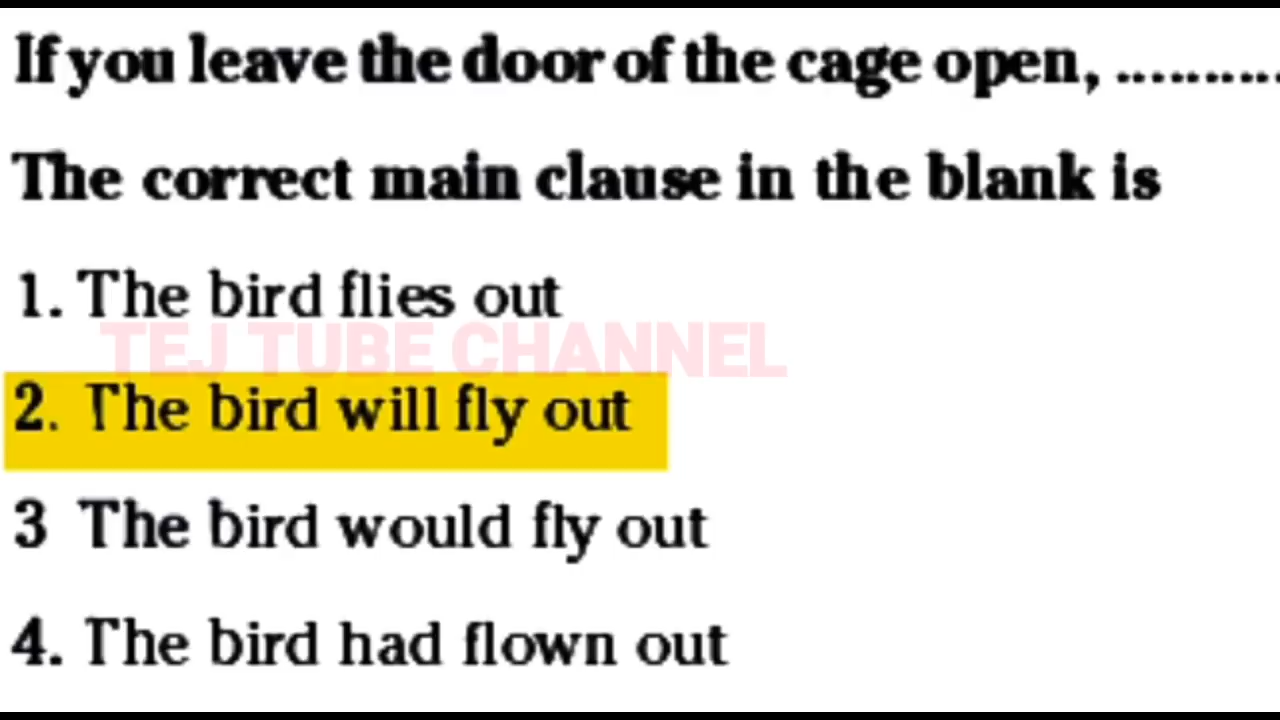 If you leave the door of the cage open, ..........
The correct main clause in the blank is
1. The bird flies out
TEJ TUBE CHANNEL
2. The bird will fly out
3 The bird would fly out
4. The bird had flown out